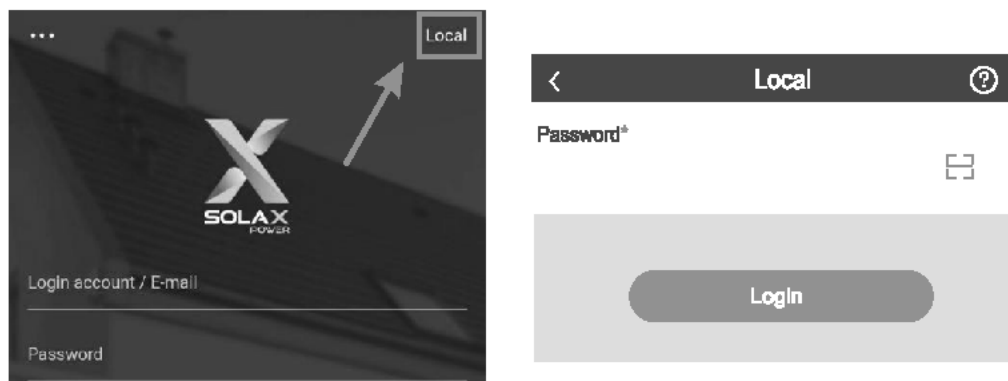 Local
SOLAX
POWER
Login account / E-mail
Password
Local
Password*
Login